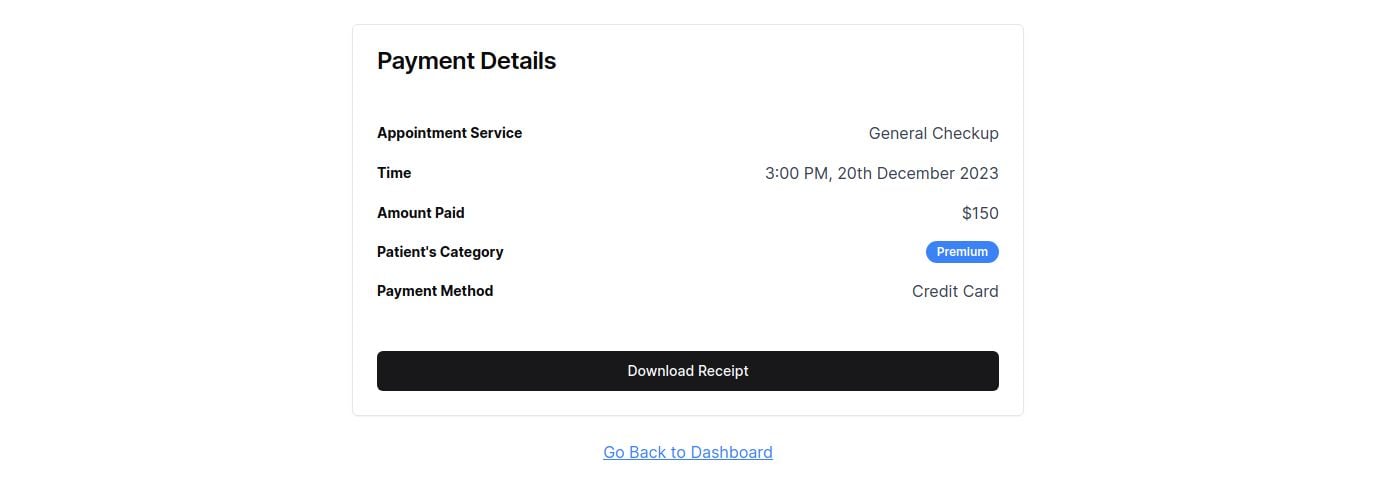 Payment Details
Appointment Service General Checkup
Time 3:00 PM, 20th December 2023
Amount Paid $150
Patient's Category Premium
Payment Method Credit Card
Download Receipt
Go Back to Dashboard